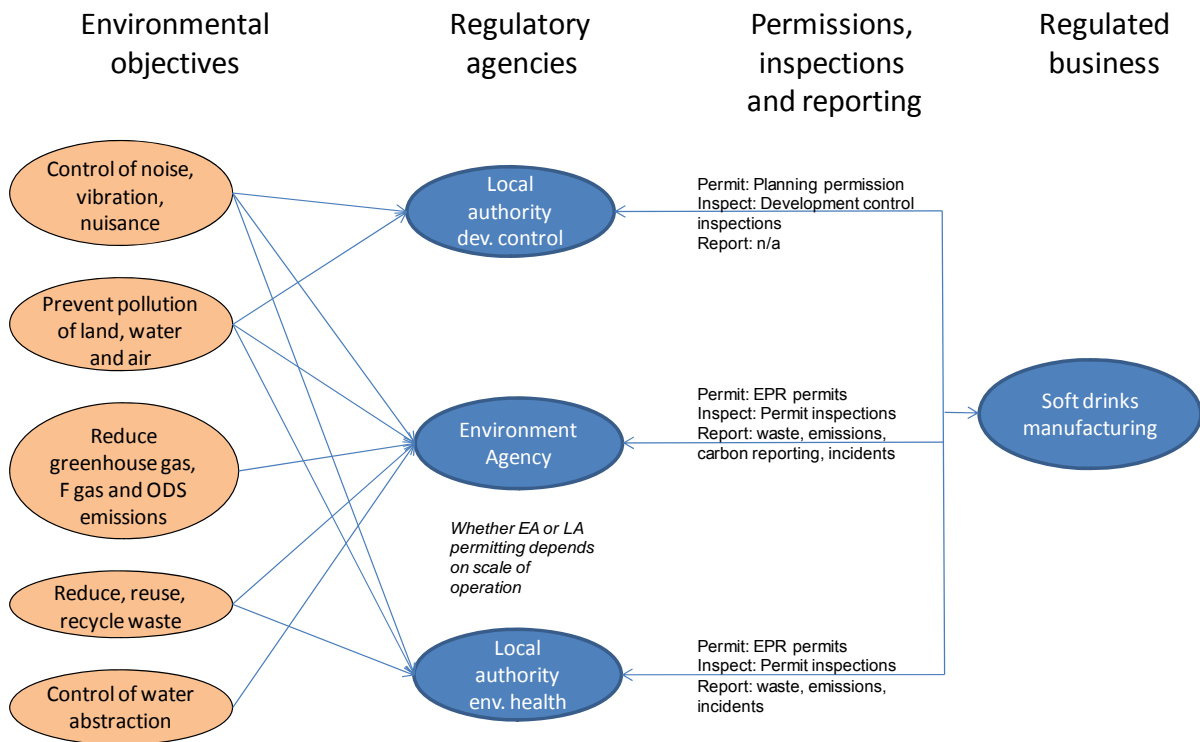 Environmental
objectives
Regulatory
agencies
Permissions,
inspections
and reporting
Regulated
business
Control of noise,
vibration,
nuisance
Prevent pollution
of land, water
and air
Reduce
greenhouse gas,
F gas and ODS
emissions
Reduce, reuse,
recycle waste
Control of water
abstraction
Local
authority
dev. control
Environment
Agency
Whether EA or LA
permitting depends
on scale of
operation
Local
authority
env. health
Permit: Planning permission
Inspect: Development control
inspections
Report: n/a
Permit: EPR permits
Inspect: Permit inspections
Report: waste, emissions,
carbon reporting, incidents
Permit: EPR permits
Inspect: Permit inspections
Report: waste, emissions,
incidents
Soft drinks
manufacturing